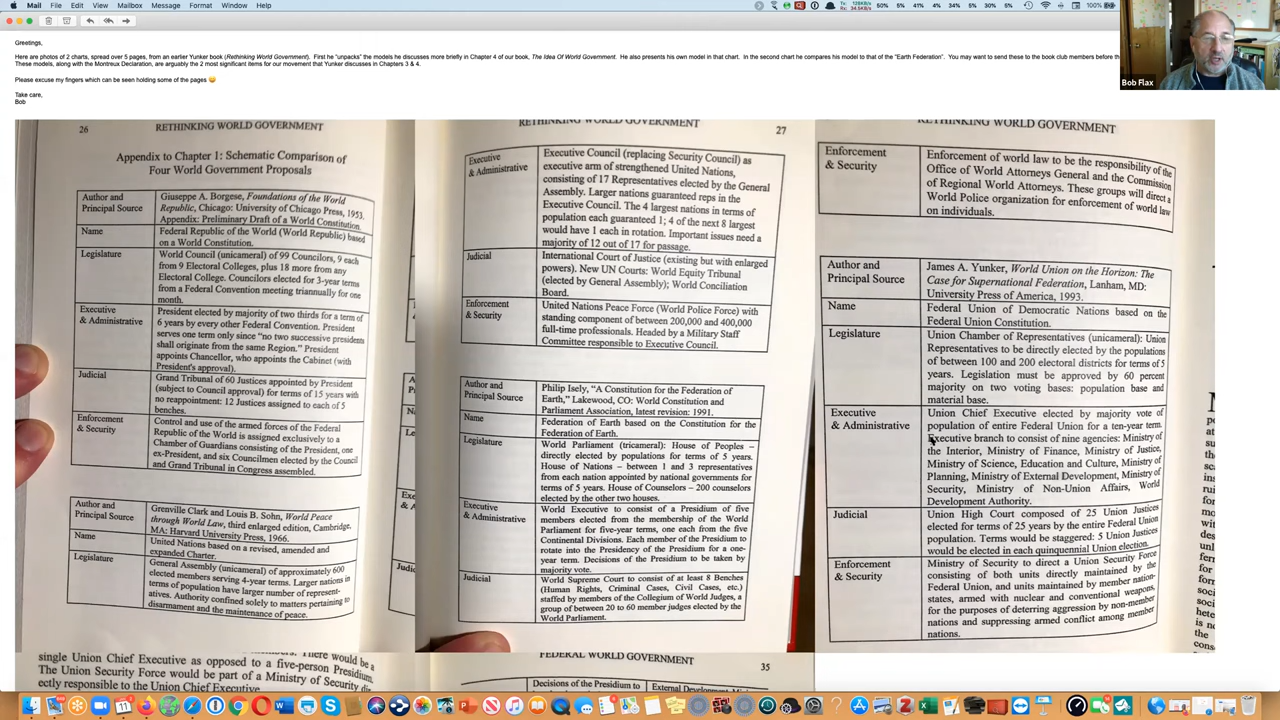 Mail File Edit View Mailbox Message Format Window Help
50% 5% 41% 4% 34% 5% 30% 5% 100%
Greetings,
Here are photos of 2 charts, spread over 5 pages, from an earlier Yunker book (Rethinking World Government). First he "unpacks" the models he discusses more briefly in Chapter 4 of our book, The Idea Of World Government. He also presents his own model in that chart. In the second chart he compares his model to that of the "Earth Federation". You may want to send these to the book club members before the
These models, along with the Montreux Declaration, are arguably the 2 most significant items for our movement that Yunker discusses in Chapters 3 & 4.
Please excuse my fingers which can be seen holding some of the pages 😀
Take care,
Bob
Bob Flax
26 RETHINKING WORLD GOVERNMENT
Appendix to Chapter 1: Schematic Comparison of
Four World Government Proposals
Author and
Principal Source
Giuseppe A. Borgese, Foundations of the World
Republic, Chicago: University of Chicago Press, 1953.
Appendix: Preliminary Draft of a World Constitution.
Name
Federal Republic of the World (World Republic) based
on a World Constitution.
Legislature
World Council (unicameral) of 99 Councilors, 9 each
from 9 Electoral Colleges, plus 18 more from any
Electoral College. Councilors elected for 3-year terms
from a Federal Convention meeting triannually for one
month.
Executive
& Administrative
President elected by majority of two thirds for a term of
6 years by every other Federal Convention. President
serves one term only since "no two successive presidents
shall originate from the same Region." President
appoints Chancellor, who appoints the Cabinet (with
President's approval).
Judicial
Grand Tribunal of 60 Justices appointed by President
(subject to Council approval) for terms of 15 years with
no reappointment: 12 Justices assigned to each of 5
benches.
Enforcement
& Security
Control and use of the armed forces of the Federal
Republic of the World is assigned exclusively to a
Chamber of Guardians consisting of the President, one
ex-President, and six Councilmen elected by the Council
and Grand Tribunal in Congress assembled.
Author and
Principal Source
Grenville Clark and Louis B. Sohn, World Peace
through World Law, third enlarged edition, Cambridge,
MA: Harvard University Press, 1966.
Name
United Nations based on a revised, amended and
expanded Charter.
Legislature
General Assembly (unicameral) of approximately 600
elected members serving 4-year terms. Larger nations in
terms of population have larger number of represent-
atives. Authority confined solely to matters pertaining to
disarmament and the maintenance of peace.
single Union Chief Executive as opposed to a five-person Presidium.
The Union Security Force would be part of a Ministry of Security dir-
ectly responsible to the Union Chief Executive.
RETHINKING WORLD GOVERNMENT 27
Executive
& Administrative
Executive Council (replacing Security Council) as
executive arm of strengthened United Nations,
consisting of 17 Representatives elected by the General
Assembly. Larger nations guaranteed reps in the
Executive Council. The 4 largest nations in terms of
population each guaranteed 1; 4 of the next 8 largest
would have 1 each in rotation. Important issues need a
majority of 12 out of 17 for passage.
Judicial
International Court of Justice (existing but with enlarged
powers). New UN Courts: World Equity Tribunal
(elected by General Assembly); World Conciliation
Board.
Enforcement
& Security
United Nations Peace Force (World Police Force) with
standing component of between 200,000 and 400,000
full-time professionals. Headed by a Military Staff
Committee responsible to Executive Council.
Author and
Principal Source
Philip Isely, "A Constitution for the Federation of
Earth," Lakewood, CO: World Constitution and
Parliament Association, latest revision: 1991.
Name
Federation of Earth based on the Constitution for the
Federation of Earth.
Legislature
World Parliament (tricameral): House of Peoples –
directly elected by populations for terms of 5 years.
House of Nations – between 1 and 3 representatives
from each nation appointed by national governments for
terms of 5 years. House of Counselors – 200 counselors
elected by the other two houses.
Executive
& Administrative
World Executive to consist of a Presidium of five
members elected from the membership of the World
Parliament for five-year terms, one each from the five
Continental Divisions. Each member of the Presidium to
rotate into the Presidency of the Presidium for a one-
year term. Decisions of the Presidium to be taken by
majority vote.
Judicial
World Supreme Court to consist of at least 8 Benches
(Human Rights, Criminal Cases, Civil Cases, etc.)
staffed by members of the Collegium of World Judges, a
group of between 20 to 60 member judges elected by the
World Parliament.
FEDERAL WORLD GOVERNMENT 35
Decisions of the Presidium to
RETHINKING WORLD GOVERNMENT
Enforcement
& Security
Enforcement of world law to be the responsibility of the
Office of World Attorneys General and the Commission
of Regional World Attorneys. These groups will direct a
World Police organization for enforcement of world law
on individuals.
Author and
Principal Source
James A. Yunker, World Union on the Horizon: The
Case for Supernational Federation, Lanham, MD:
University Press of America, 1993.
Name
Federal Union of Democratic Nations based on the
Federal Union Constitution.
Legislature
Union Chamber of Representatives (unicameral): Union
Representatives to be directly elected by the populations
of between 100 and 200 electoral districts for terms of 5
years. Legislation must be approved by 60 percent
majority on two voting bases: population base and
material base.
Executive
& Administrative
Union Chief Executive elected by majority vote of
population of entire Federal Union for a ten-year term.
Executive branch to consist of nine agencies: Ministry of
the Interior, Ministry of Finance, Ministry of Justice,
Ministry of Science, Education and Culture, Ministry of
Planning, Ministry of External Development, Ministry of
Security, Ministry of Non-Union Affairs, World
Development Authority.
Judicial
Union High Court composed of 25 Union Justices
elected for terms of 25 years by the entire Federal Union
population. Terms would be staggered: 5 Union Justices
would be elected in each quinquennial Union election.
Enforcement
& Security
Ministry of Security to direct a Union Security Force
consisting of both units directly maintained by the
Federal Union, and units maintained by member nation-
states, armed with nuclear and conventional weapons,
for the purposes of deterring aggression by non-member
nations and suppressing armed conflict among member
nations.